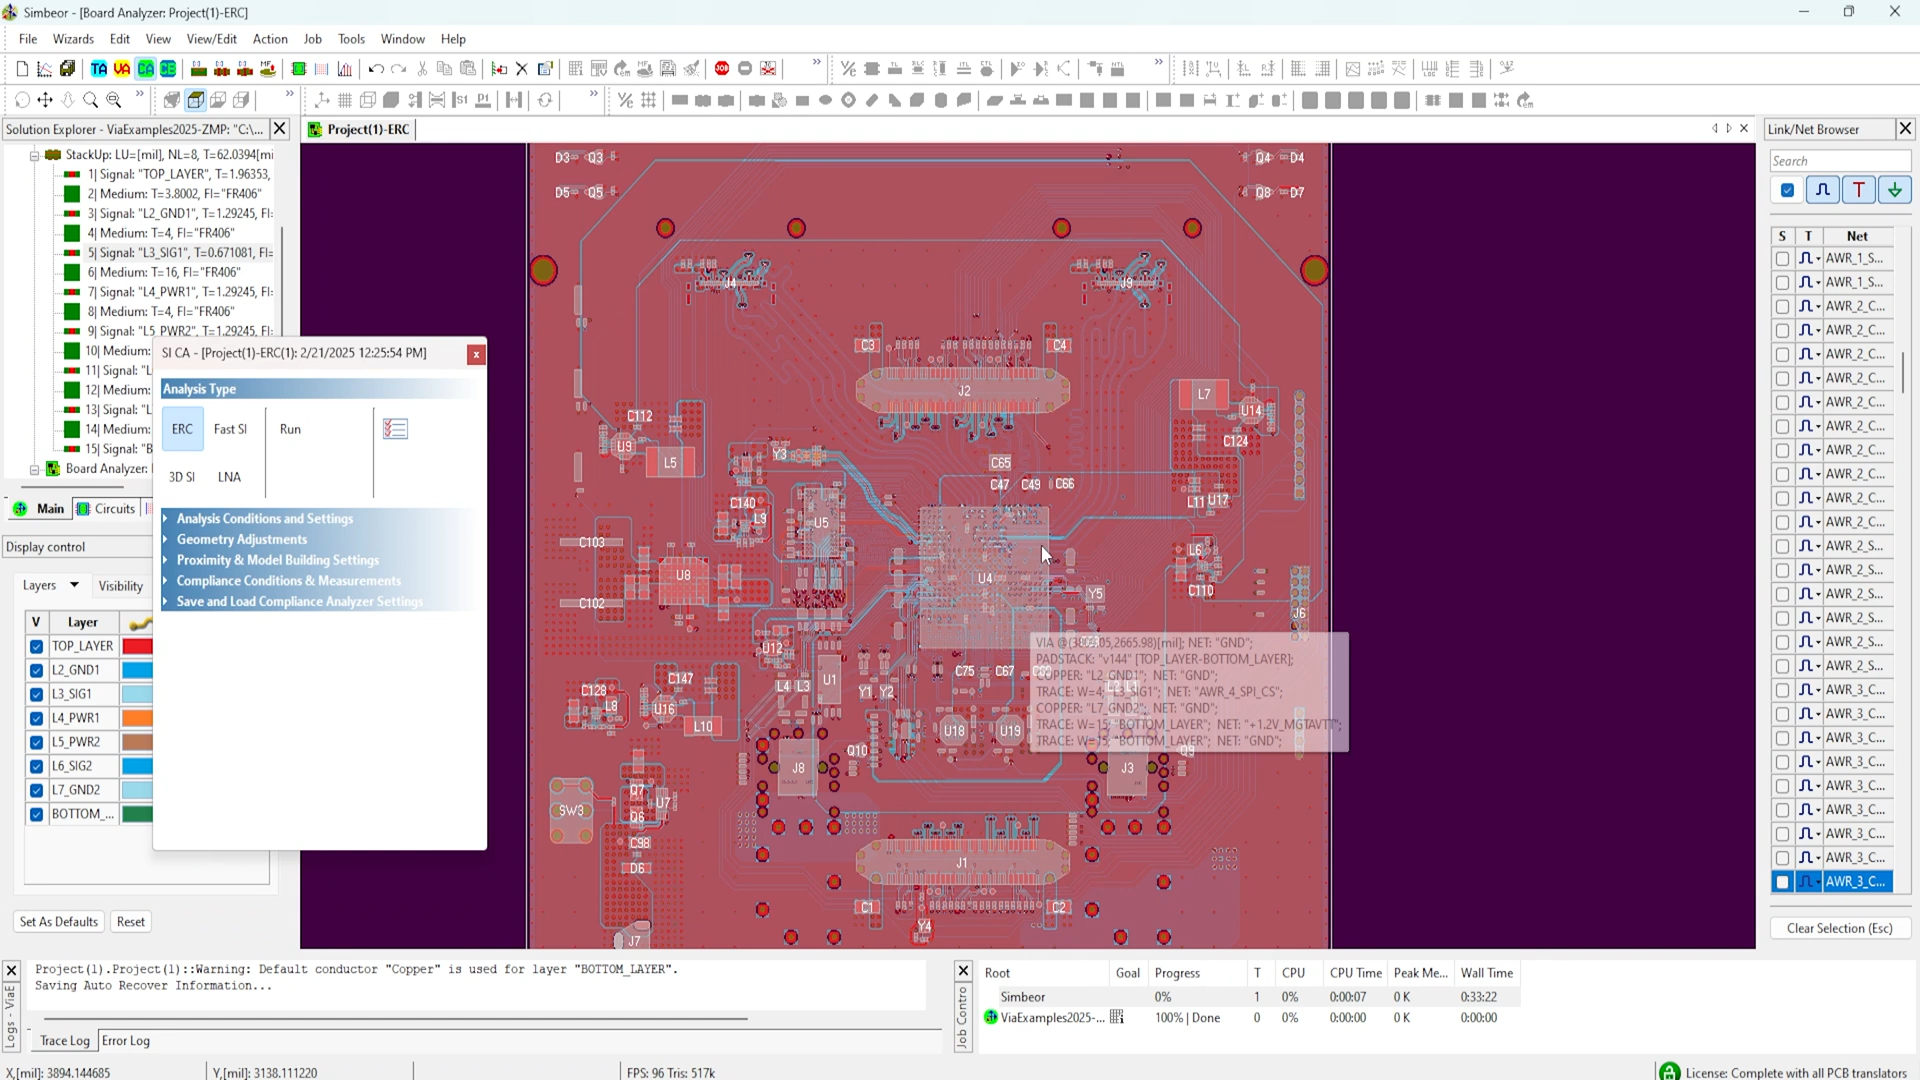 Simbeor - [Board Analyzer: Project(1)-ERC]
File Wizards Edit View View/Edit Action Job Tools Window Help
TA VA CA CB
Solution Explorer - ViaExamples2025-ZMP: "C:\...
StackUp: LU=[mil], NL=8, T=62.0394[mi
1| Signal: "TOP_LAYER", T=1.96353,
2| Medium: T=3.8002, FI="FR406"
3| Signal: "L2_GND1", T=1.29245, FI:
4| Medium: T=4, FI="FR406"
5| Signal: "L3_SIG1", T=0.671081, FI:
6| Medium: T=16, FI="FR406"
7| Signal: "L4_PWR1", T=1.29245, FI:
8| Medium: T=4, FI="FR406"
9| Signal: "L5_PWR2", T=1.29245, FI:
10| Medium:
11| Signal: "L
12| Medium:
13| Signal: "L
14| Medium:
15| Signal: "B
Board Analyzer:
Main Circuits
SI CA - [Project(1)-ERC(1): 2/21/2025 12:25:54 PM]
Analysis Type
ERC Fast SI Run
3D SI LNA
Analysis Conditions and Settings
Geometry Adjustments
Proximity & Model Building Settings
Compliance Conditions & Measurements
Save and Load Compliance Analyzer Settings
Display control
Layers Visibility
V Layer
TOP_LAYER
L2_GND1
L3_SIG1
L4_PWR1
L5_PWR2
L6_SIG2
L7_GND2
BOTTOM_...
Set As Defaults Reset
Project(1)-ERC
D3 Q3 Q4 D4
D5 Q5 Q8 D7
J4 J9
C3 C4
J2
L7
U14
C112
U9
L5
C124
Y3
C65
C47 C49 C66
L11 U17
C140
L9
U5
C103
L6
U8
U4
C110
Y5
C102
J6
U12
C147
C75 C67
C128
L8
U16
L4 L3
U1
Y1 Y2
L10
U18 U19
Q10 Q9
J8 J3
Q7
U7
SW3
Q6
C98
D6
J1
C1 C2
Y4
J7
PADSTACK: "v144" [TOP_LAYER-BOTTOM_LAYER];
COPPER: "L2_GND1"; NET: "GND";
TRACE: W=4; "L3_SIG1"; NET: "AWR_4_SPI_CS";
COPPER: "L7_GND2"; NET: "GND";
TRACE: W=15; "BOTTOM_LAYER"; NET: "+1.2V_MGTAVTT";
TRACE: W=15; "BOTTOM_LAYER"; NET: "GND";
Link/Net Browser
Search
S T Net
AWR_1_S...
AWR_1_S...
AWR_2_C...
AWR_2_C...
AWR_2_C...
AWR_2_C...
AWR_2_C...
AWR_2_C...
AWR_2_C...
AWR_2_C...
AWR_2_C...
AWR_2_C...
AWR_2_S...
AWR_2_S...
AWR_2_S...
AWR_2_S...
AWR_2_S...
AWR_2_S...
AWR_3_C...
AWR_3_C...
AWR_3_C...
AWR_3_C...
AWR_3_C...
AWR_3_C...
AWR_3_C...
AWR_3_C...
AWR_3_C...
Clear Selection (Esc)
Logs - ViaE
Project(1).Project(1)::Warning: Default conductor "Copper" is used for layer "BOTTOM_LAYER".
Saving Auto Recover Information...
Trace Log Error Log
Job Contro
Root Goal Progress T CPU CPU Time Peak Me... Wall Time
Simbeor 0% 1 0% 0:00:07 0 K 0:33:22
ViaExamples2025-... 100% | Done 0 0% 0:00:00 0 K 0:00:00
X,[mil]: 3894.144685 Y,[mil]: 3138.111220 FPS: 96 Tris: 517k License: Complete with all PCB translators